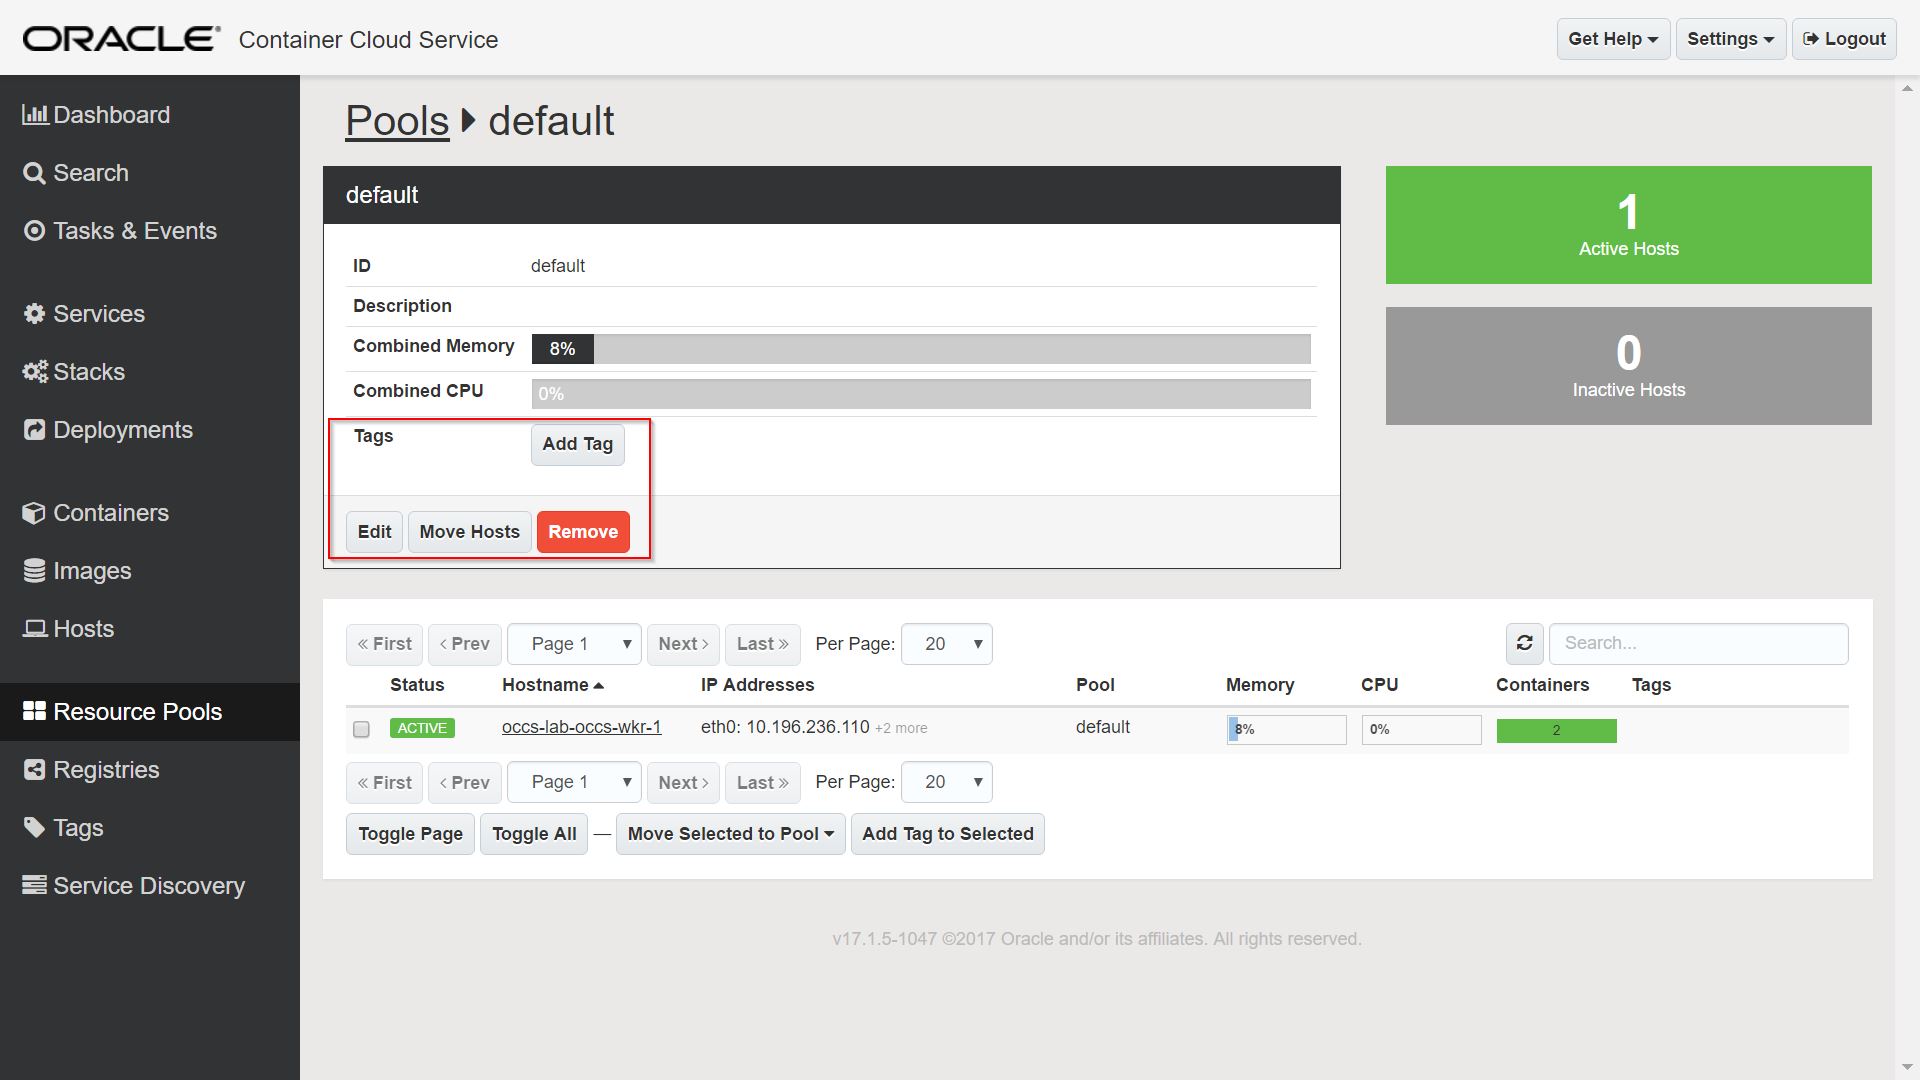 ORACLE® Container Cloud Service
Get Help Settings Logout
Dashboard
Search
Tasks & Events
Services
Stacks
Deployments
Containers
Images
Hosts
Resource Pools
Registries
Tags
Service Discovery
Pools default
default
ID default
Description
Combined Memory 8%
Combined CPU 0%
Tags Add Tag
Edit Move Hosts Remove
1
Active Hosts
0
Inactive Hosts
« First ‹ Prev Page 1 Next › Last » Per Page: 20 Search...
Status Hostname IP Addresses Pool Memory CPU Containers Tags
ACTIVE occs-lab-occs-wkr-1 eth0: 10.196.236.110 +2 more default 8% 0% 2
« First ‹ Prev Page 1 Next › Last » Per Page: 20
Toggle Page Toggle All — Move Selected to Pool Add Tag to Selected
v17.1.5-1047 ©2017 Oracle and/or its affiliates. All rights reserved.